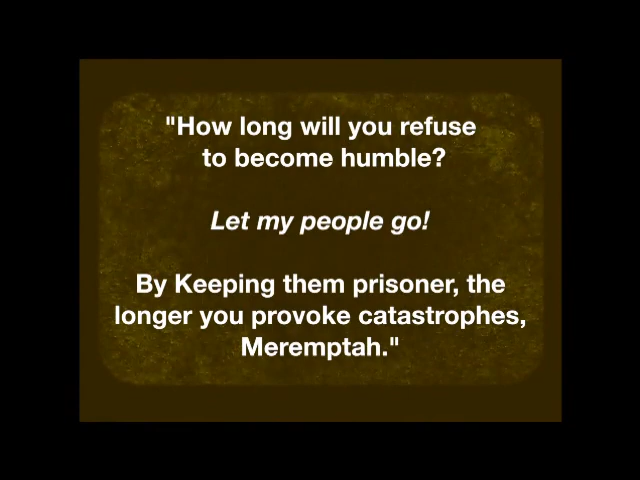 "How long will you refuse
to become humble?
Let my people go!
By Keeping them prisoner, the
longer you provoke catastrophes,
Meremptah."